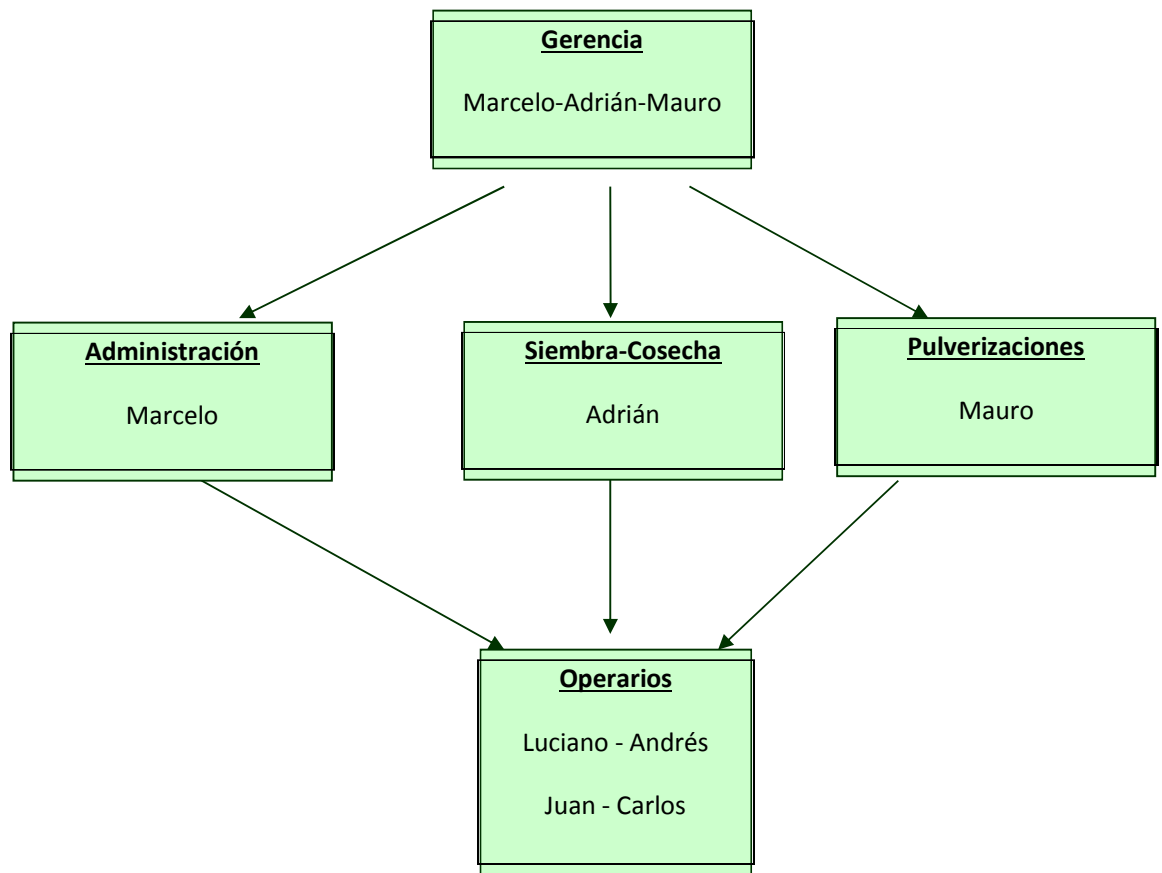 Gerencia
Marcelo-Adrián-Mauro
Administración
Marcelo
Siembra-Cosecha
Adrián
Pulverizaciones
Mauro
Operarios
Luciano - Andrés
Juan - Carlos